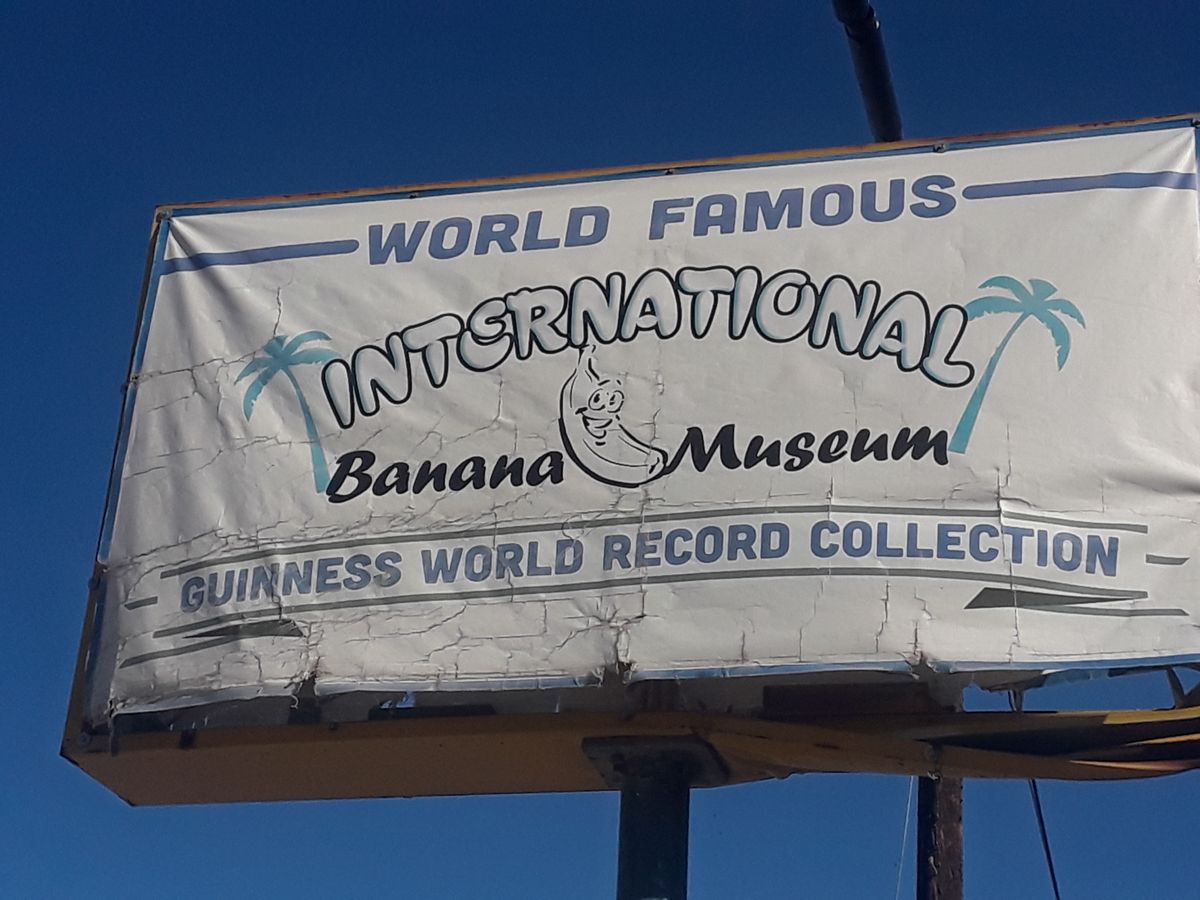 WORLD FAMOUS
INTERNATIONAL
Banana Museum
GUINNESS WORLD RECORD COLLECTION